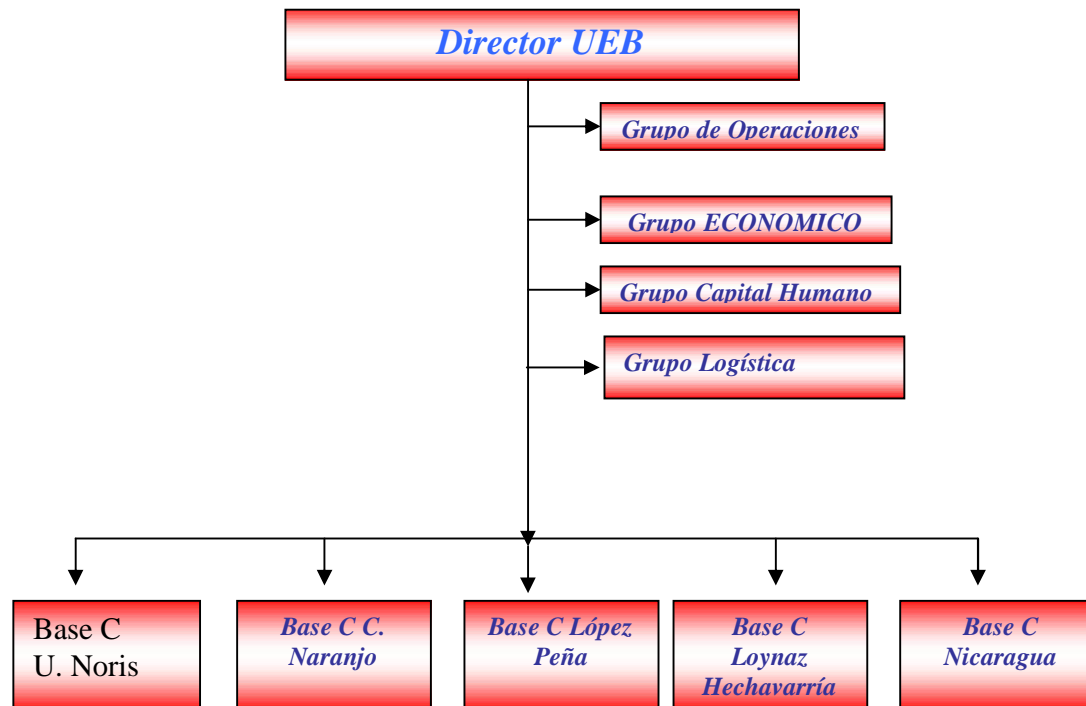 Director UEB
Grupo de Operaciones
Grupo ECONOMICO
Grupo Capital Humano
Grupo Logística
Base C
U. Noris
Base C C.
Naranjo
Base C López
Peña
Base C
Loynaz
Hechavarría
Base C
Nicaragua